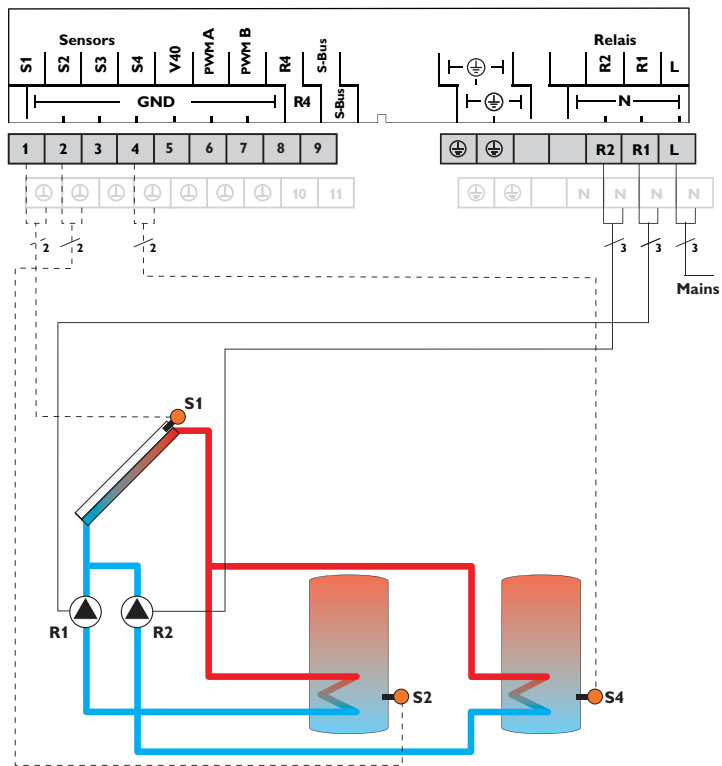 Sensors
Relais
S1 S2 S3 S4 V40 PWM A PWM B R4 S-Bus
R2 R1 L
GND R4 S-Bus
N
1 2 3 4 5 6 7 8 9
R2 R1 L
10 11
N N N
2 2 2
3 3 3
Mains
S1
R1 R2
S2 S4